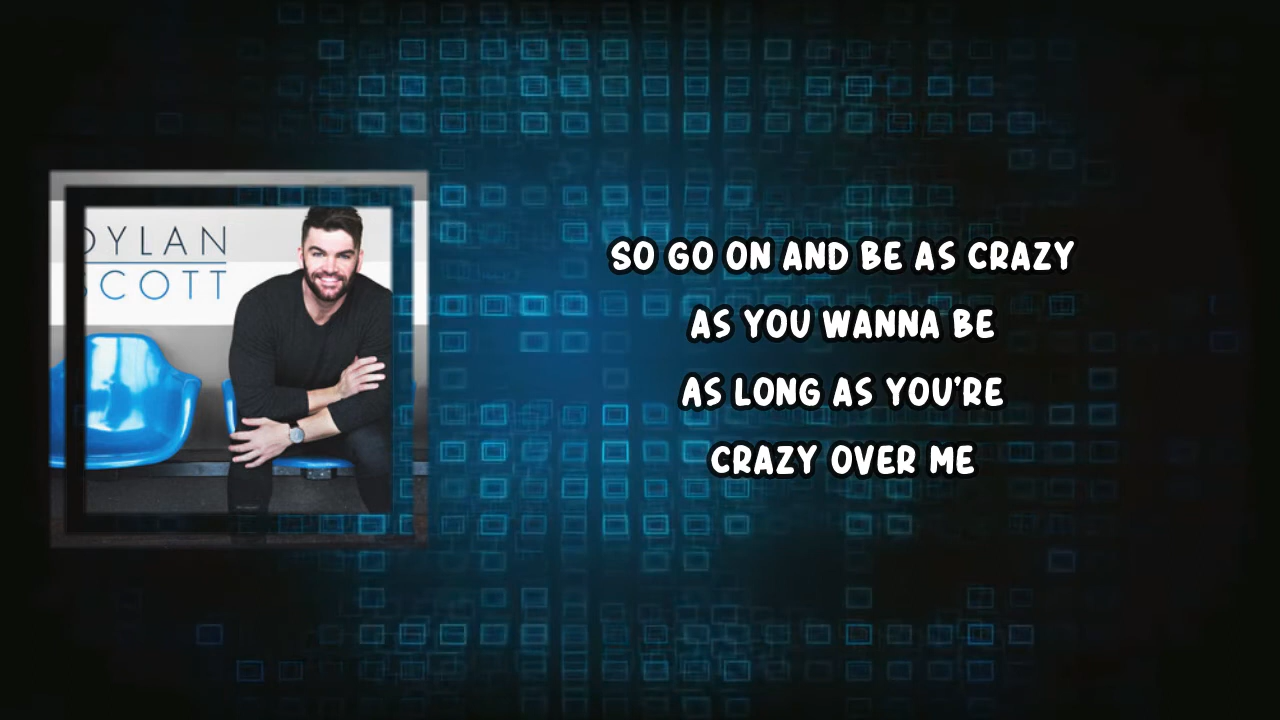 DYLAN
SCOTT
SO GO ON AND BE AS CRAZY
AS YOU WANNA BE
AS LONG AS YOU'RE
CRAZY OVER ME